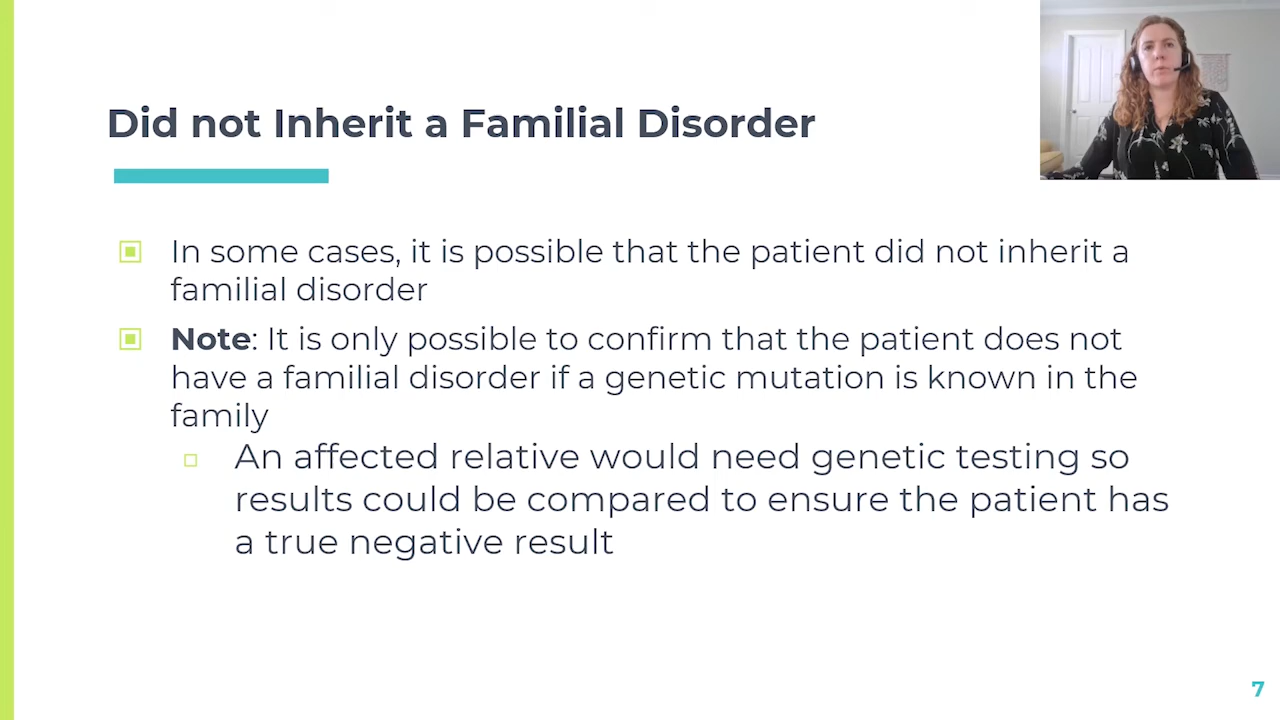 Did not Inherit a Familial Disorder
In some cases, it is possible that the patient did not inherit a
familial disorder
Note: It is only possible to confirm that the patient does not
have a familial disorder if a genetic mutation is known in the
family
An affected relative would need genetic testing so
results could be compared to ensure the patient has
a true negative result
7